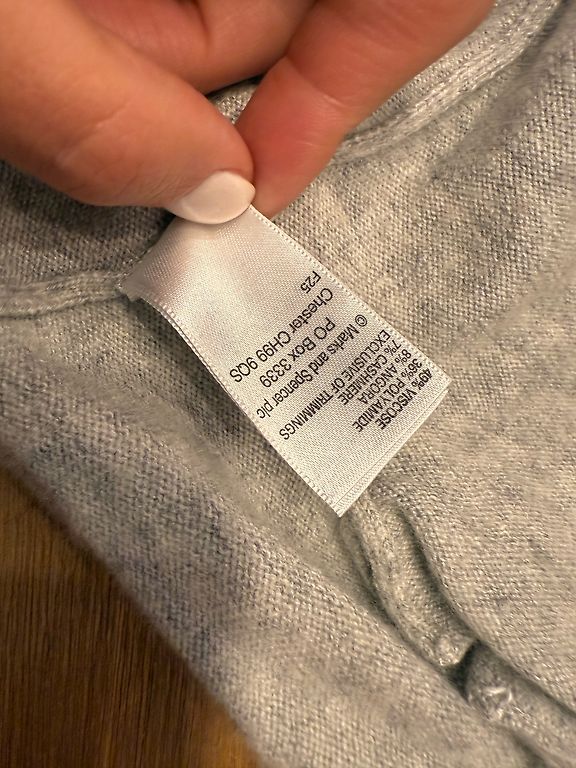 49% VISCOSE
36% POLYAMIDE
8% ANGORA
7% CASHMERE
EXCLUSIVE OF TRIMMINGS
© Marks and Spencer plc
PO Box 3339
Chester CH99 9QS
F25